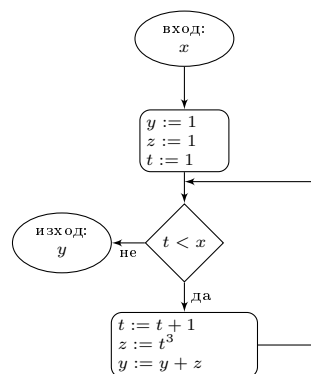 вход:
x
y := 1
z := 1
t := 1
t < x
не
изход:
y
да
t := t + 1
z := t³
y := y + z